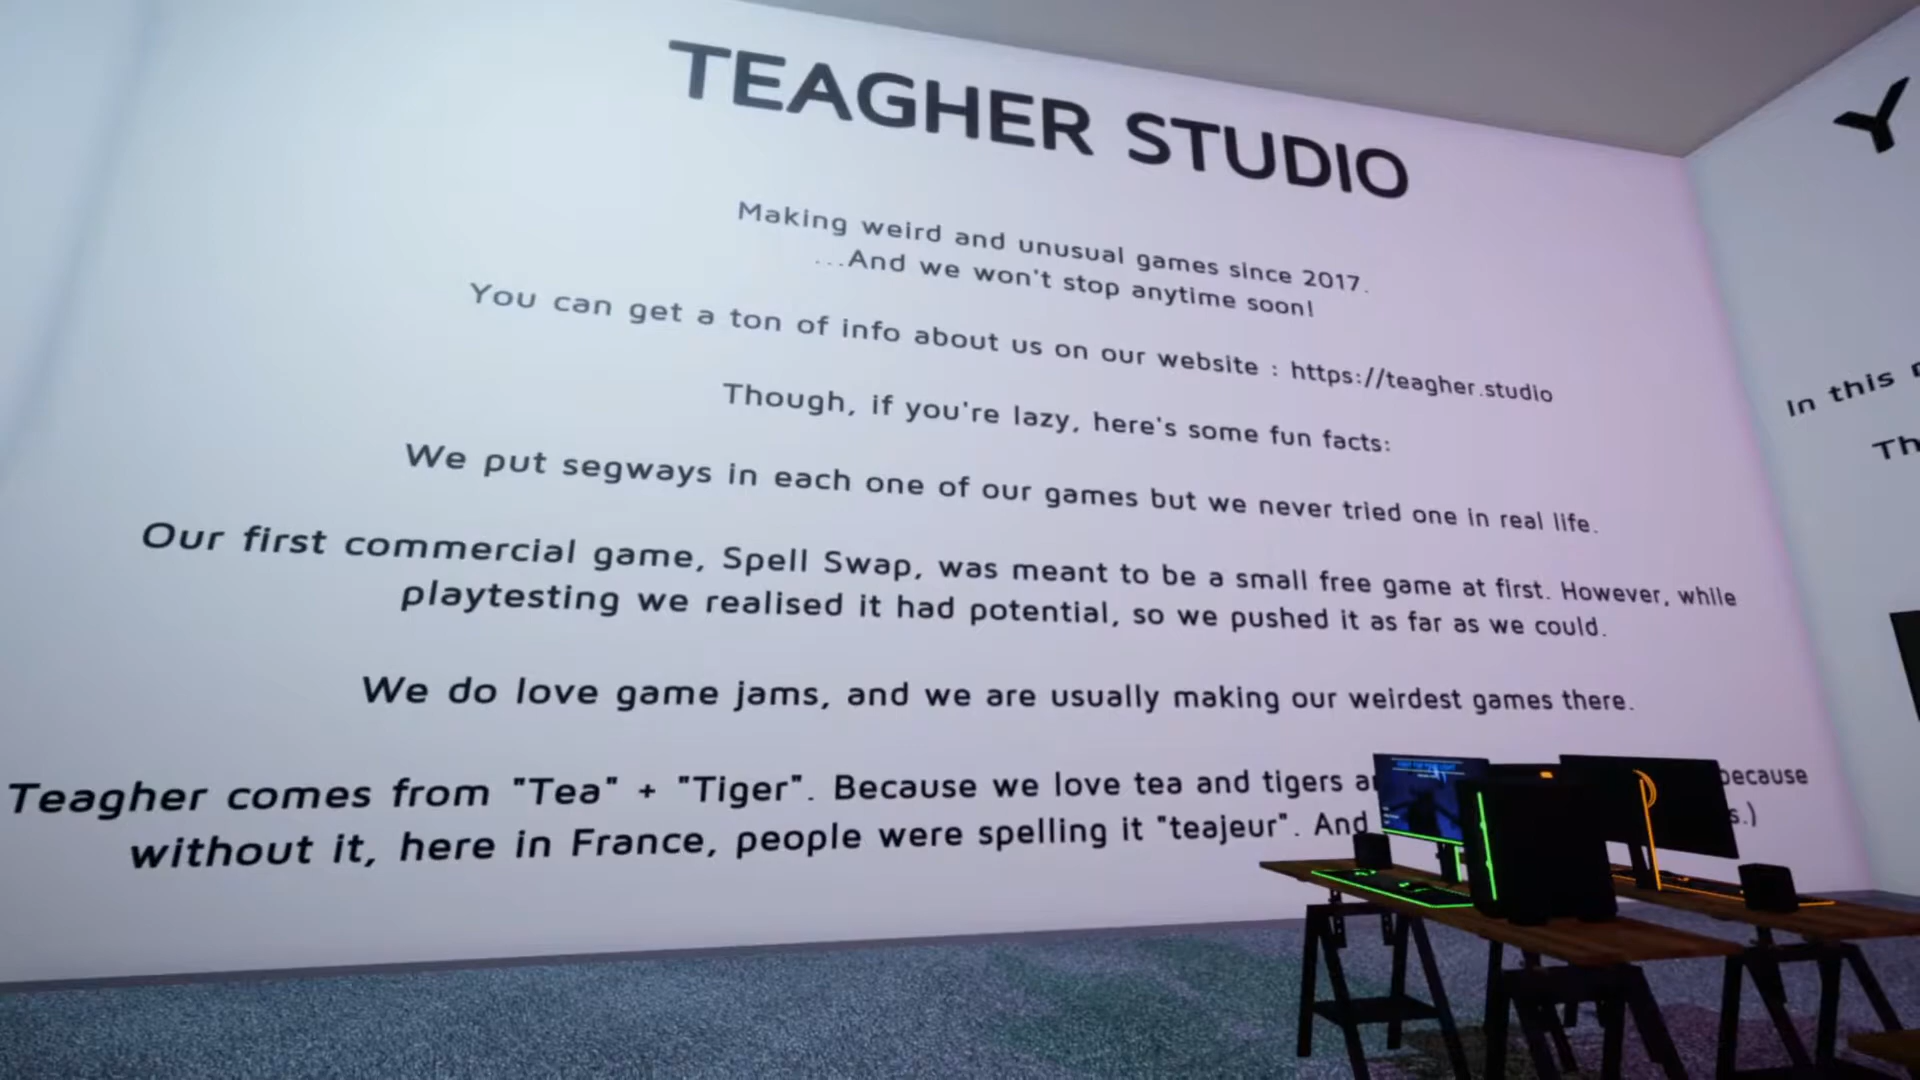 TEAGHER STUDIO
Making weird and unusual games since 2017.
...And we won't stop anytime soon!
You can get a ton of info about us on our website : https://teagher.studio
Though, if you're lazy, here's some fun facts:
We put segways in each one of our games but we never tried one in real life.
Our first commercial game, Spell Swap, was meant to be a small free game at first. However, while
playtesting we realised it had potential, so we pushed it as far as we could.
We do love game jams, and we are usually making our weirdest games there.
Teagher comes from "Tea" + "Tiger". Because we love tea and tigers because
without it, here in France, people were spelling it "teajeur". And
Y
In this